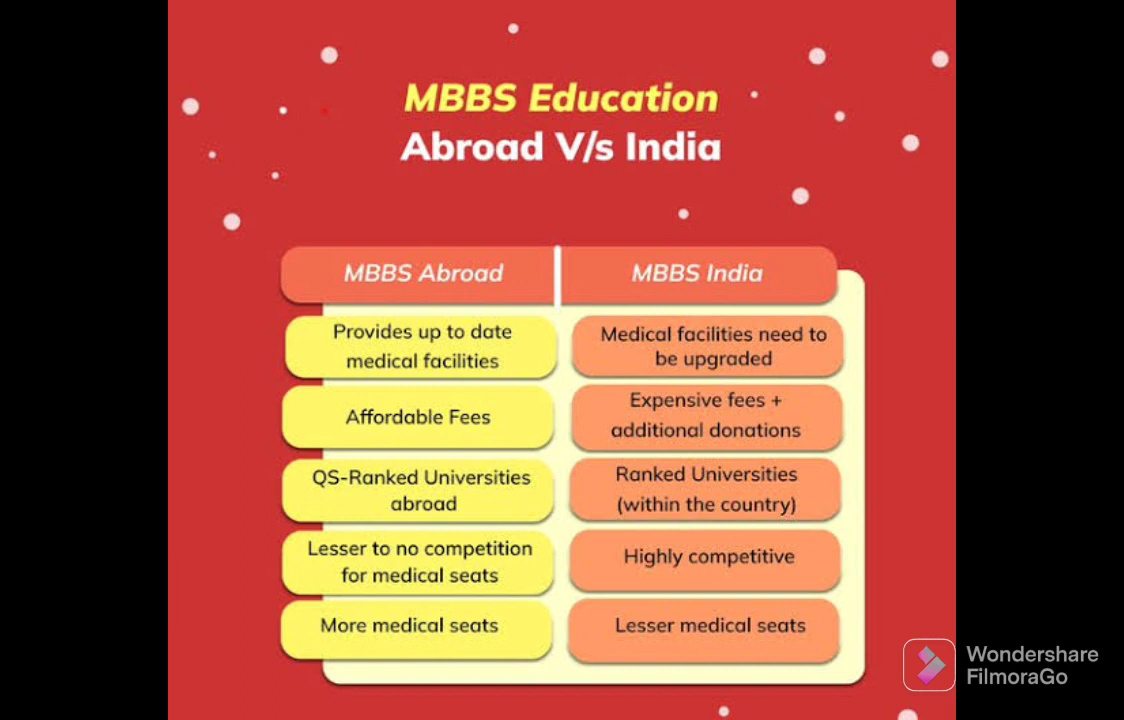 MBBS Education
Abroad V/s India
MBBS Abroad
MBBS India
Provides up to date
medical facilities
Medical facilities need to
be upgraded
Affordable Fees
Expensive fees +
additional donations
QS-Ranked Universities
abroad
Ranked Universities
(within the country)
Lesser to no competition
for medical seats
Highly competitive
More medical seats
Lesser medical seats
Wondershare
FilmoraGo